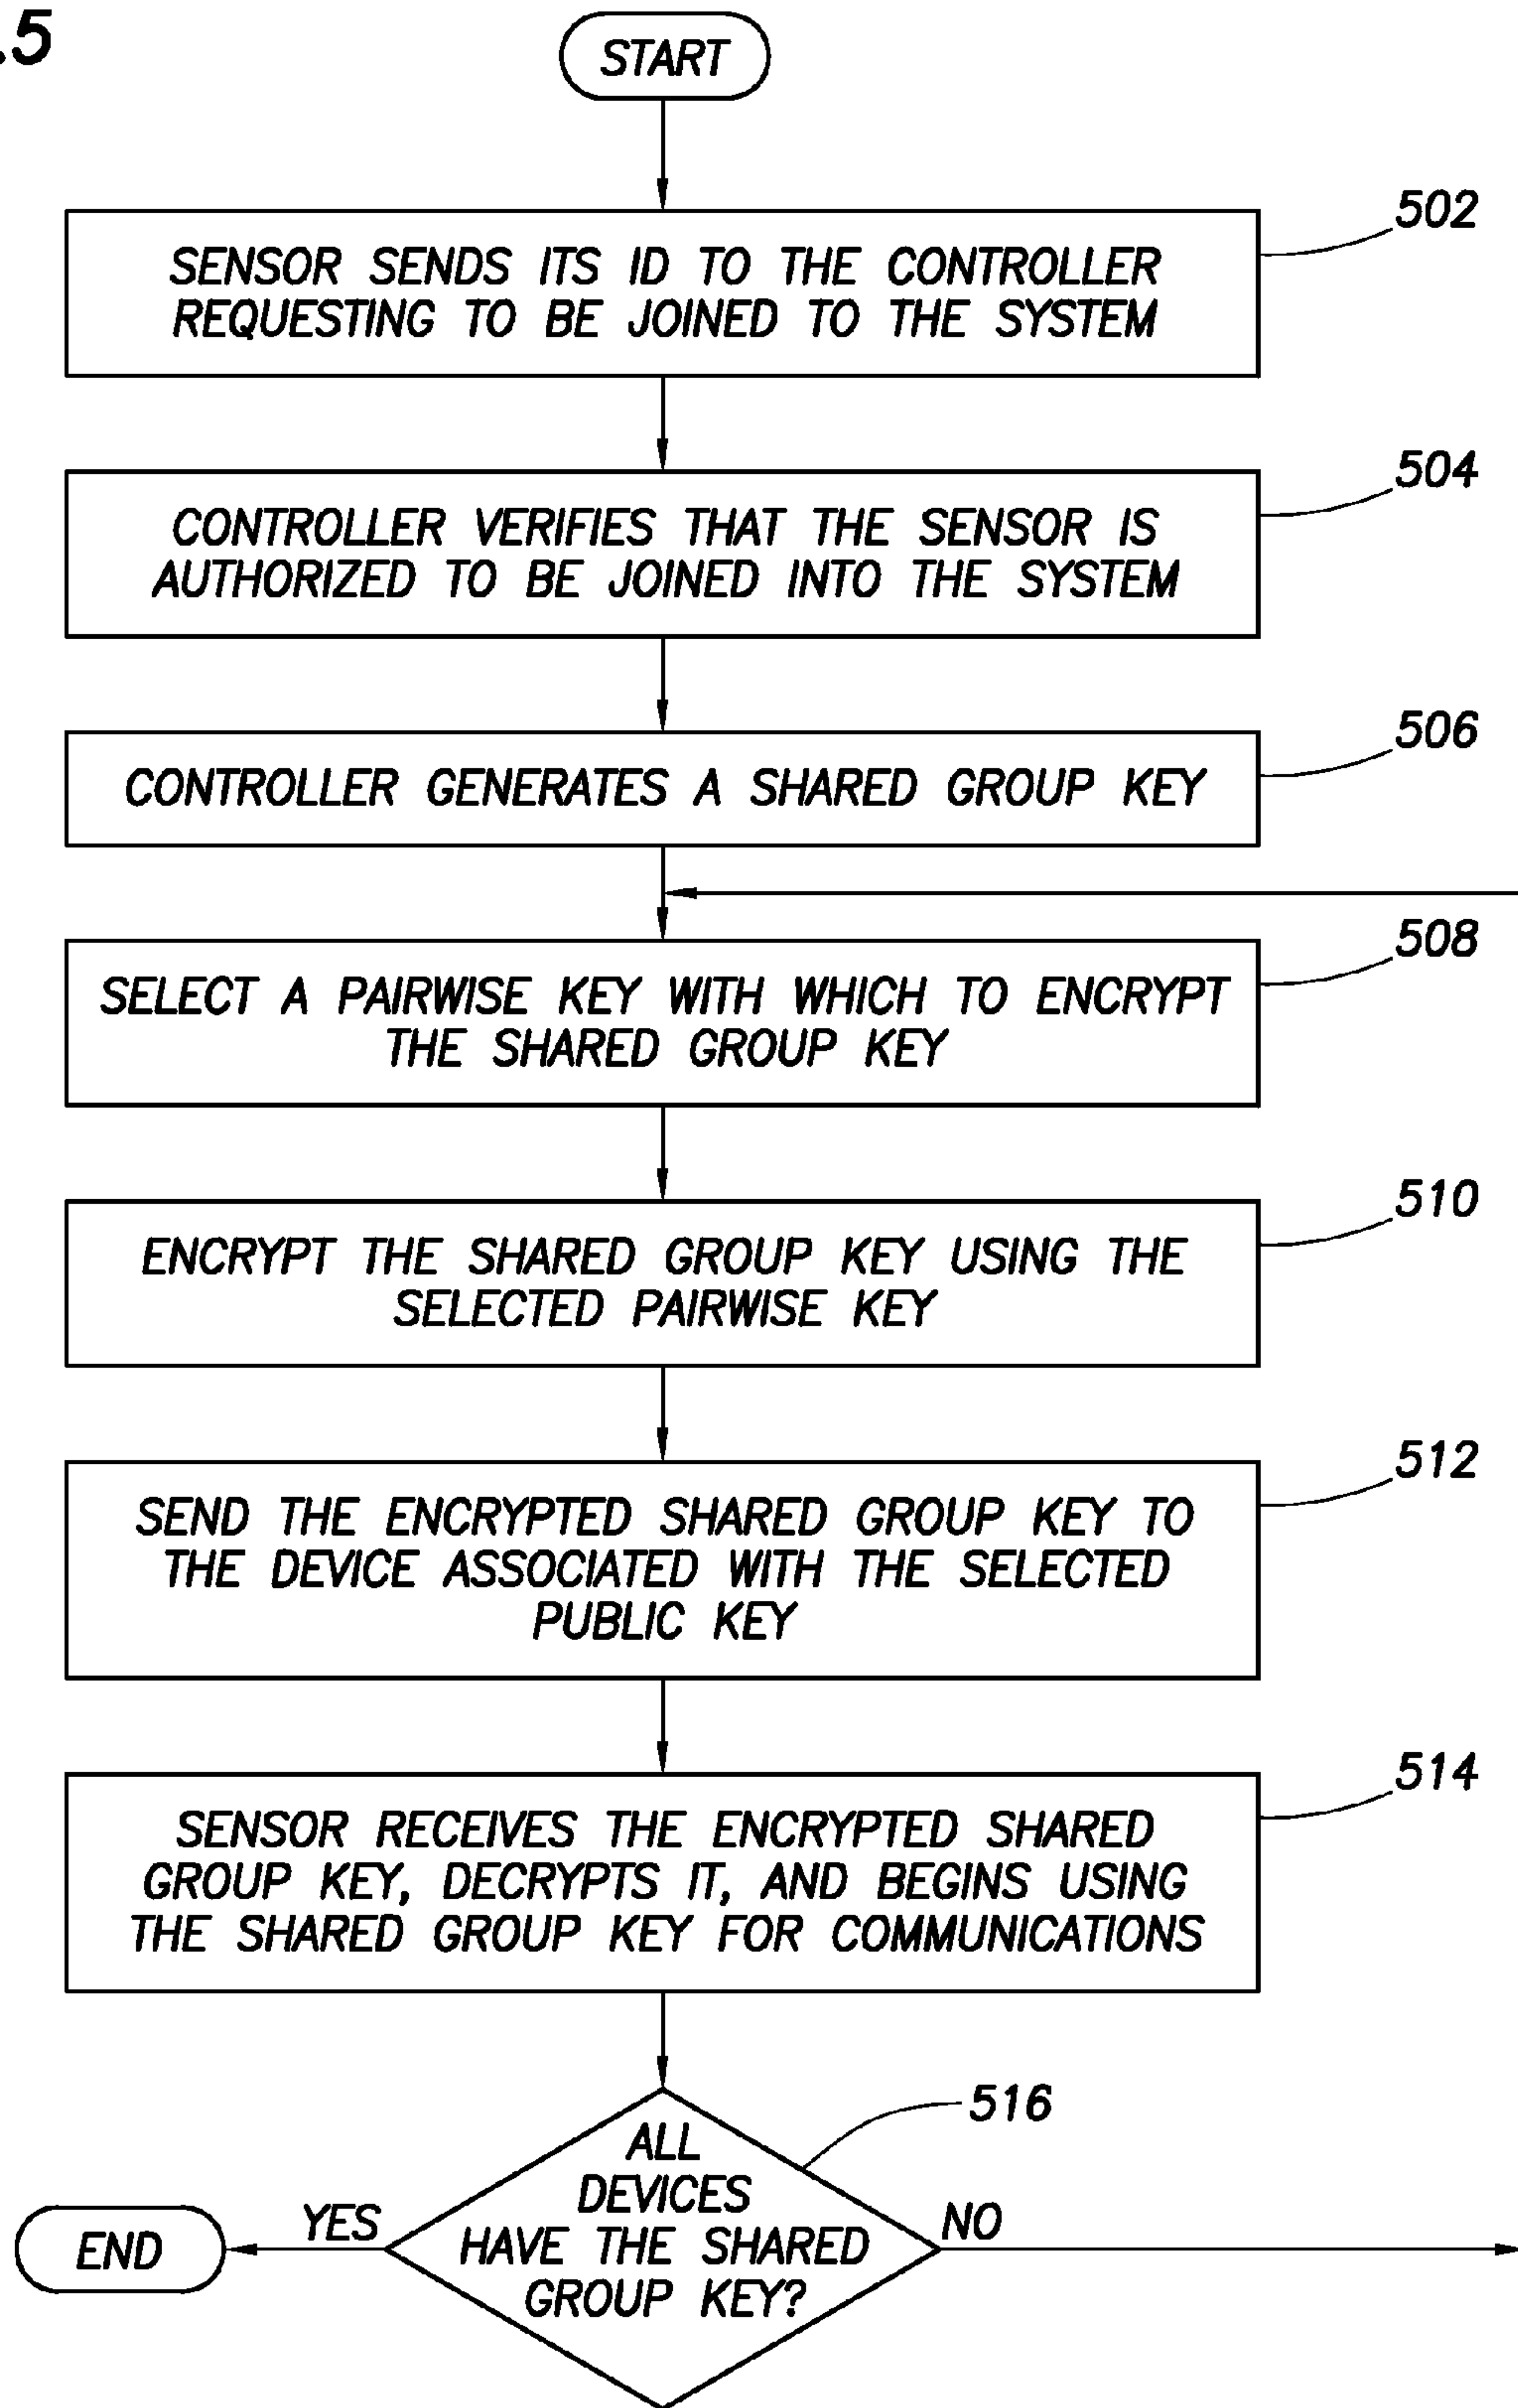 .5
START
502
SENSOR SENDS ITS ID TO THE CONTROLLER
REQUESTING TO BE JOINED TO THE SYSTEM
504
CONTROLLER VERIFIES THAT THE SENSOR IS
AUTHORIZED TO BE JOINED INTO THE SYSTEM
506
CONTROLLER GENERATES A SHARED GROUP KEY
508
SELECT A PAIRWISE KEY WITH WHICH TO ENCRYPT
THE SHARED GROUP KEY
510
ENCRYPT THE SHARED GROUP KEY USING THE
SELECTED PAIRWISE KEY
512
SEND THE ENCRYPTED SHARED GROUP KEY TO
THE DEVICE ASSOCIATED WITH THE SELECTED
PUBLIC KEY
514
SENSOR RECEIVES THE ENCRYPTED SHARED
GROUP KEY, DECRYPTS IT, AND BEGINS USING
THE SHARED GROUP KEY FOR COMMUNICATIONS
516
ALL
DEVICES
HAVE THE SHARED
GROUP KEY?
YES
NO
END